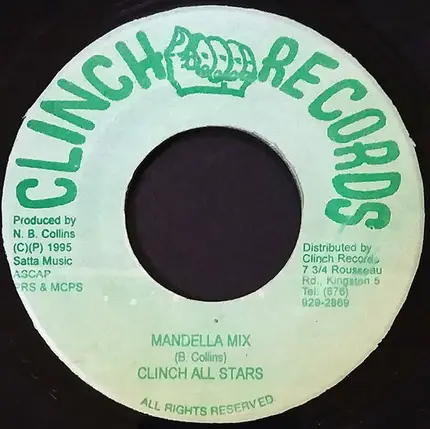 CLINCH RECORDS
Produced by
N. B. Collins
(C)(P) 1995
Satta Music
ASCAP
PRS & MCPS
Distributed by
Clinch Records
7 3/4 Rousseau
Rd., Kingston 5
Tel: (876)
929-2869
MANDELLA MIX
(B. Collins)
CLINCH ALL STARS
ALL RIGHTS RESERVED.